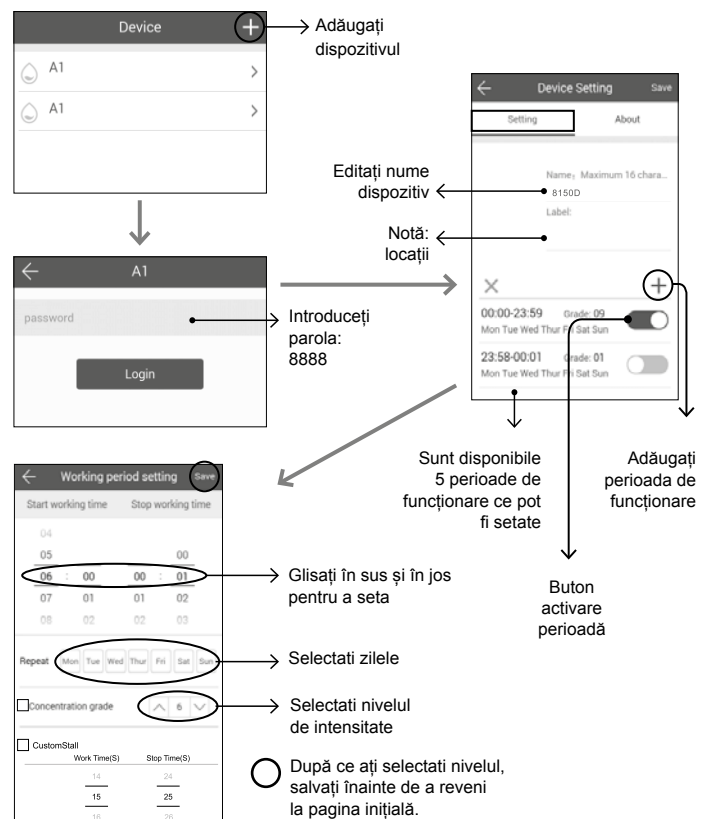 Device +
Adăugați
dispozitivul
A1
A1
A1
password
Introduceți
parola:
8888
Login
Device Setting Save
Setting About
Editați nume
dispozitiv
Name: Maximum 16 chara...
8150D
Notă:
locații
Label:
00:00-23:59 Grade: 09
Mon Tue Wed Thur Fri Sat Sun
23:58-00:01 Grade: 01
Mon Tue Wed Thur Fri Sat Sun
Sunt disponibile
5 perioade de
funcționare ce pot
fi setate
Adăugați
perioada de
funcționare
Buton
activare
perioadă
Working period setting Save
Start working time Stop working time
04
05 00
06 : 00 00 : 01
07 01 01 02
08 02 02 03
Glisați în sus și în jos
pentru a seta
Repeat Mon Tue Wed Thur Fri Sat Sun
Selectati zilele
Concentration grade 6
Selectati nivelul
de intensitate
CustomStall
Work Time(S) Stop Time(S)
14 24
15 25
16 26
După ce ați selectati nivelul,
salvați înainte de a reveni
la pagina inițială.